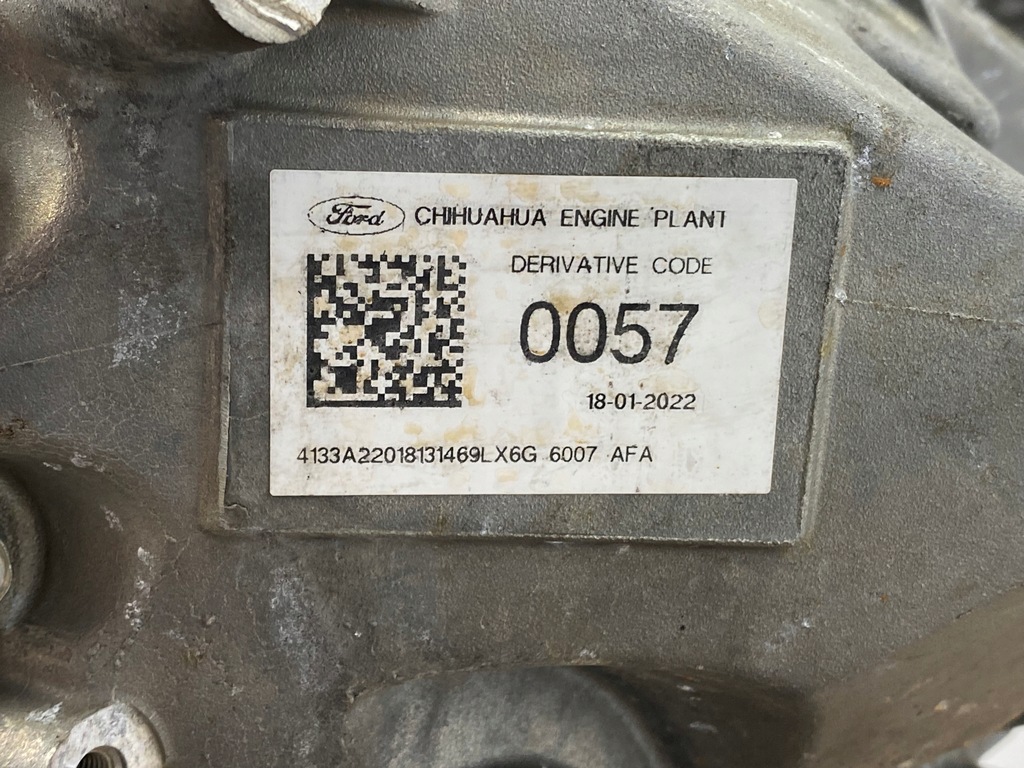 Ford CHIHUAHUA ENGINE PLANT
DERIVATIVE CODE
0057
18-01-2022
4133A22018131469LX6G 6007 AFA